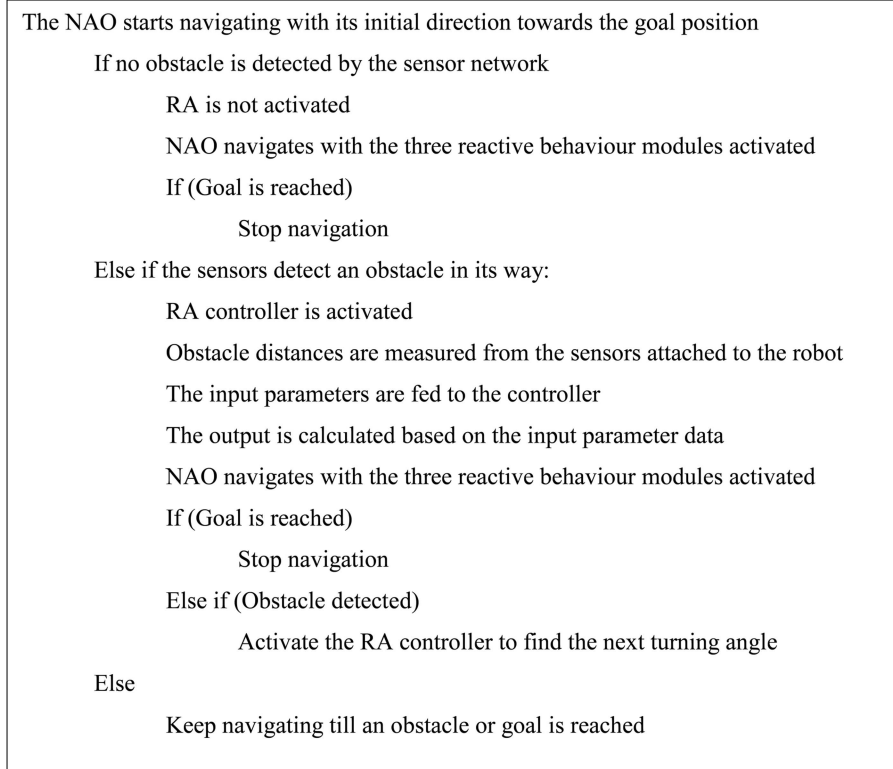 The NAO starts navigating with its initial direction towards the goal position
If no obstacle is detected by the sensor network
RA is not activated
NAO navigates with the three reactive behaviour modules activated
If (Goal is reached)
Stop navigation
Else if the sensors detect an obstacle in its way:
RA controller is activated
Obstacle distances are measured from the sensors attached to the robot
The input parameters are fed to the controller
The output is calculated based on the input parameter data
NAO navigates with the three reactive behaviour modules activated
If (Goal is reached)
Stop navigation
Else if (Obstacle detected)
Activate the RA controller to find the next turning angle
Else
Keep navigating till an obstacle or goal is reached